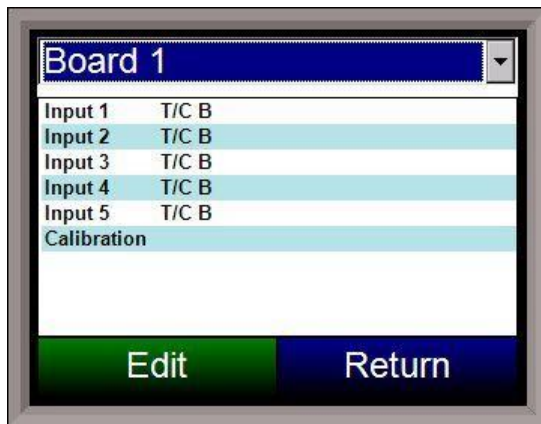 Board 1
Input 1 T/C B
Input 2 T/C B
Input 3 T/C B
Input 4 T/C B
Input 5 T/C B
Calibration
Edit Return